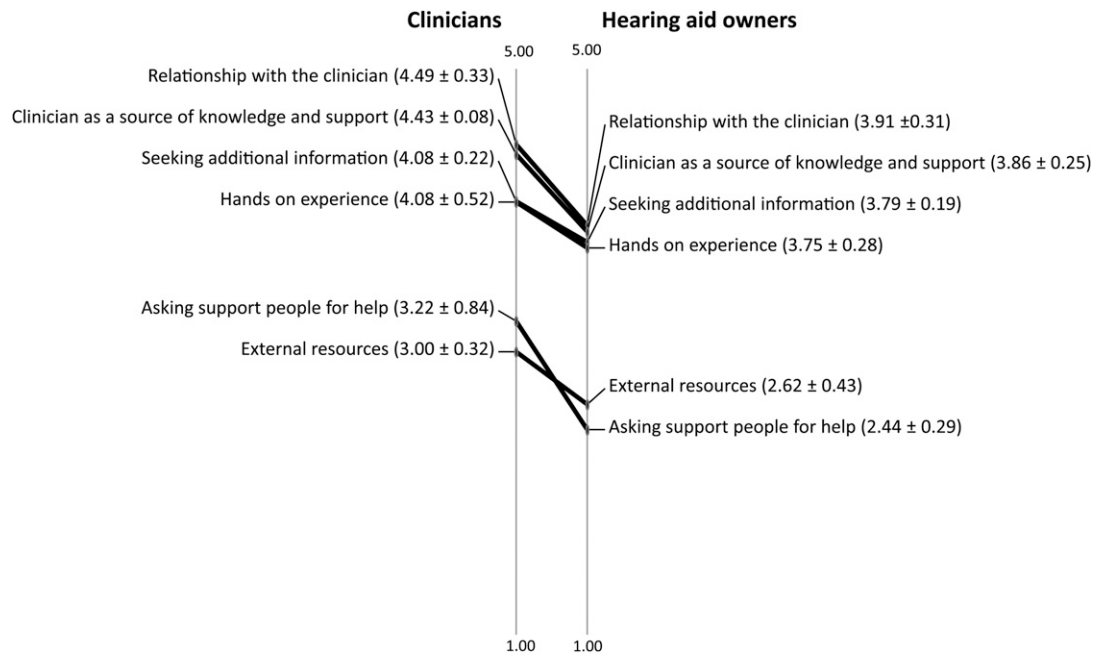 Clinicians
Hearing aid owners
5.00
5.00
Relationship with the clinician (4.49 ± 0.33)
Clinician as a source of knowledge and support (4.43 ± 0.08)
Seeking additional information (4.08 ± 0.22)
Hands on experience (4.08 ± 0.52)
Asking support people for help (3.22 ± 0.84)
External resources (3.00 ± 0.32)
Relationship with the clinician (3.91 ±0.31)
Clinician as a source of knowledge and support (3.86 ± 0.25)
Seeking additional information (3.79 ± 0.19)
Hands on experience (3.75 ± 0.28)
External resources (2.62 ± 0.43)
Asking support people for help (2.44 ± 0.29)
1.00
1.00